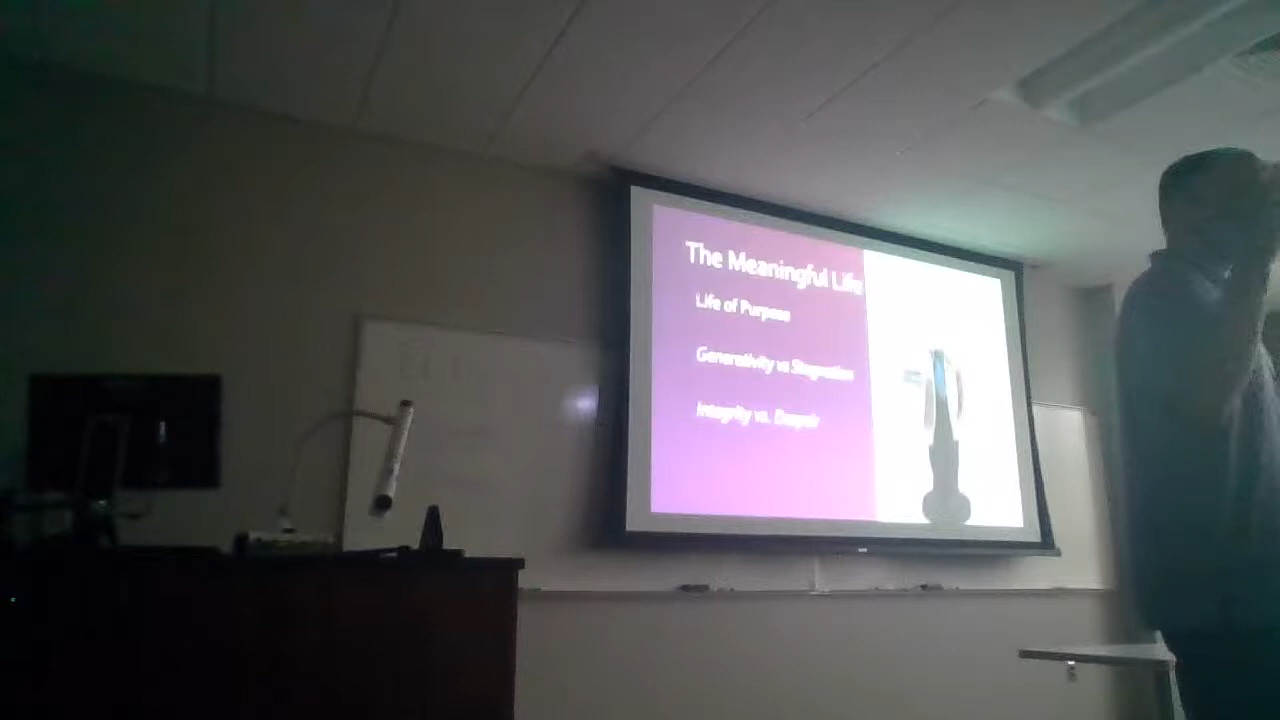 The Meaningful Life
Life of Purpose
Generativity vs Stagnation
Integrity vs. Despair